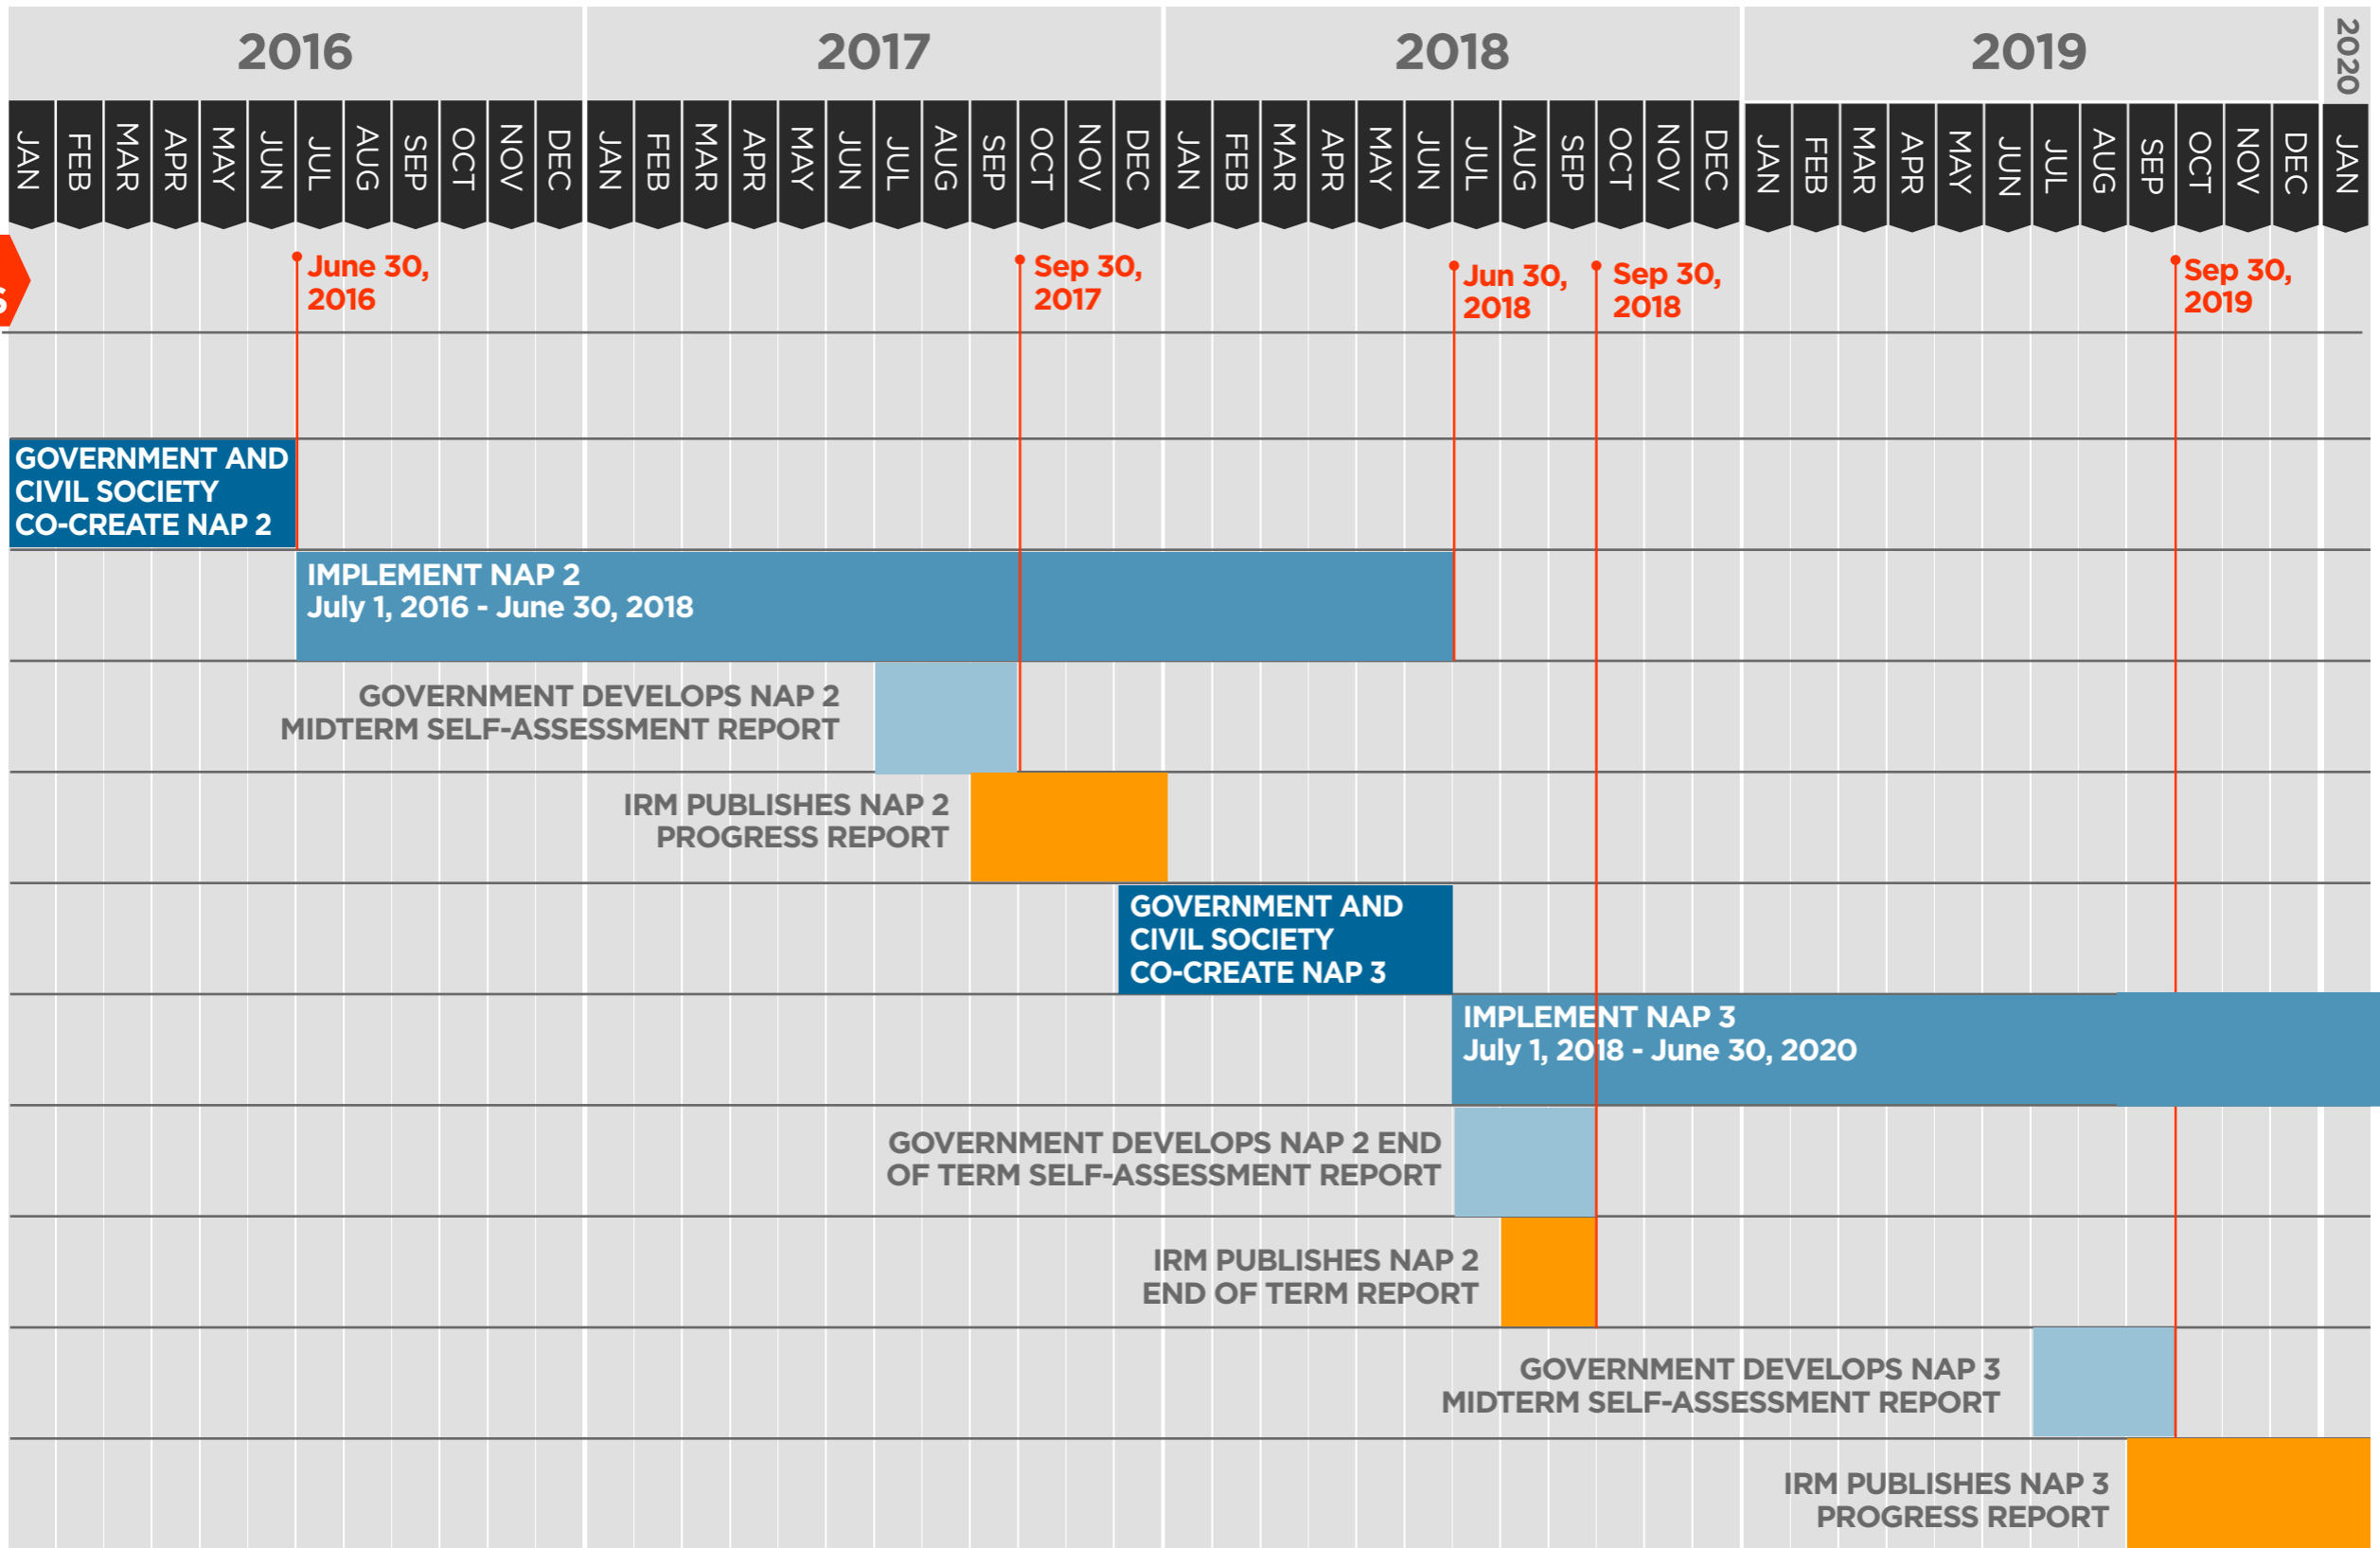 2016 2017 2018 2019 2020
JAN FEB MAR APR MAY JUN JUL AUG SEP OCT NOV DEC JAN FEB MAR APR MAY JUN JUL AUG SEP OCT NOV DEC JAN FEB MAR APR MAY JUN JUL AUG SEP OCT NOV DEC JAN FEB MAR APR MAY JUN JUL AUG SEP OCT NOV DEC JAN
June 30,
2016
Sep 30,
2017
Jun 30,
2018
Sep 30,
2018
Sep 30,
2019
S
GOVERNMENT AND
CIVIL SOCIETY
CO-CREATE NAP 2
IMPLEMENT NAP 2
July 1, 2016 - June 30, 2018
GOVERNMENT DEVELOPS NAP 2
MIDTERM SELF-ASSESSMENT REPORT
IRM PUBLISHES NAP 2
PROGRESS REPORT
GOVERNMENT AND
CIVIL SOCIETY
CO-CREATE NAP 3
IMPLEMENT NAP 3
July 1, 2018 - June 30, 2020
GOVERNMENT DEVELOPS NAP 2 END
OF TERM SELF-ASSESSMENT REPORT
IRM PUBLISHES NAP 2
END OF TERM REPORT
GOVERNMENT DEVELOPS NAP 3
MIDTERM SELF-ASSESSMENT REPORT
IRM PUBLISHES NAP 3
PROGRESS REPORT